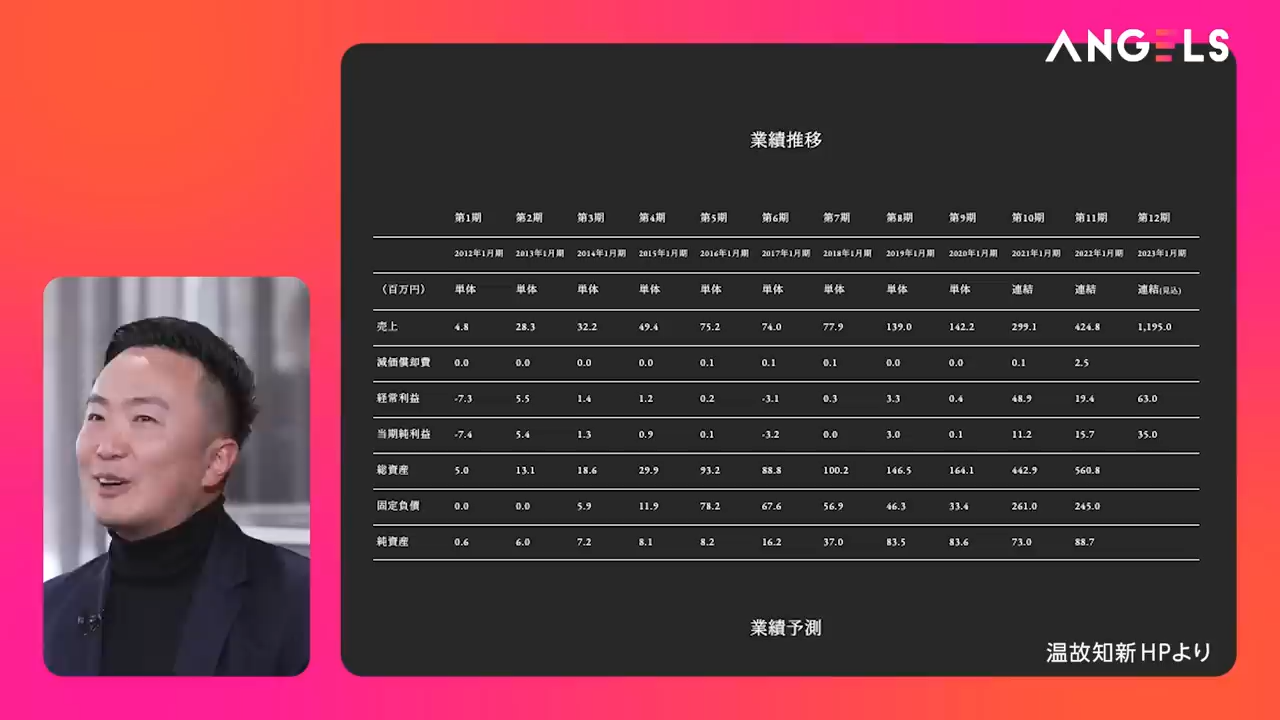 ANGELS
業績推移
第1期 第2期 第3期 第4期 第5期 第6期 第7期 第8期 第9期 第10期 第11期 第12期
2012年1月期 2013年1月期 2014年1月期 2015年1月期 2016年1月期 2017年1月期 2018年1月期 2019年1月期 2020年1月期 2021年1月期 2022年1月期 2023年1月期
（百万円） 単体 単体 単体 単体 単体 単体 単体 単体 単体 連結 連結 連結(見込)
売上 4.8 28.3 32.2 49.4 75.2 74.0 77.9 139.0 142.2 299.1 424.8 1,195.0
減価償却費 0.0 0.0 0.0 0.0 0.1 0.1 0.1 0.0 0.0 0.1 2.5
経常利益 -7.3 5.5 1.4 1.2 0.2 -3.1 0.3 3.3 0.4 48.9 19.4 63.0
当期純利益 -7.4 5.4 1.3 0.9 0.1 -3.2 0.0 3.0 0.1 11.2 15.7 35.0
総資産 5.0 13.1 18.6 29.9 93.2 88.8 100.2 146.5 164.1 442.9 560.8
固定負債 0.0 0.0 5.9 11.9 78.2 67.6 56.9 46.3 33.4 261.0 245.0
純資産 0.6 6.0 7.2 8.1 8.2 16.2 37.0 83.5 83.6 73.0 88.7
業績予測
温故知新HPより